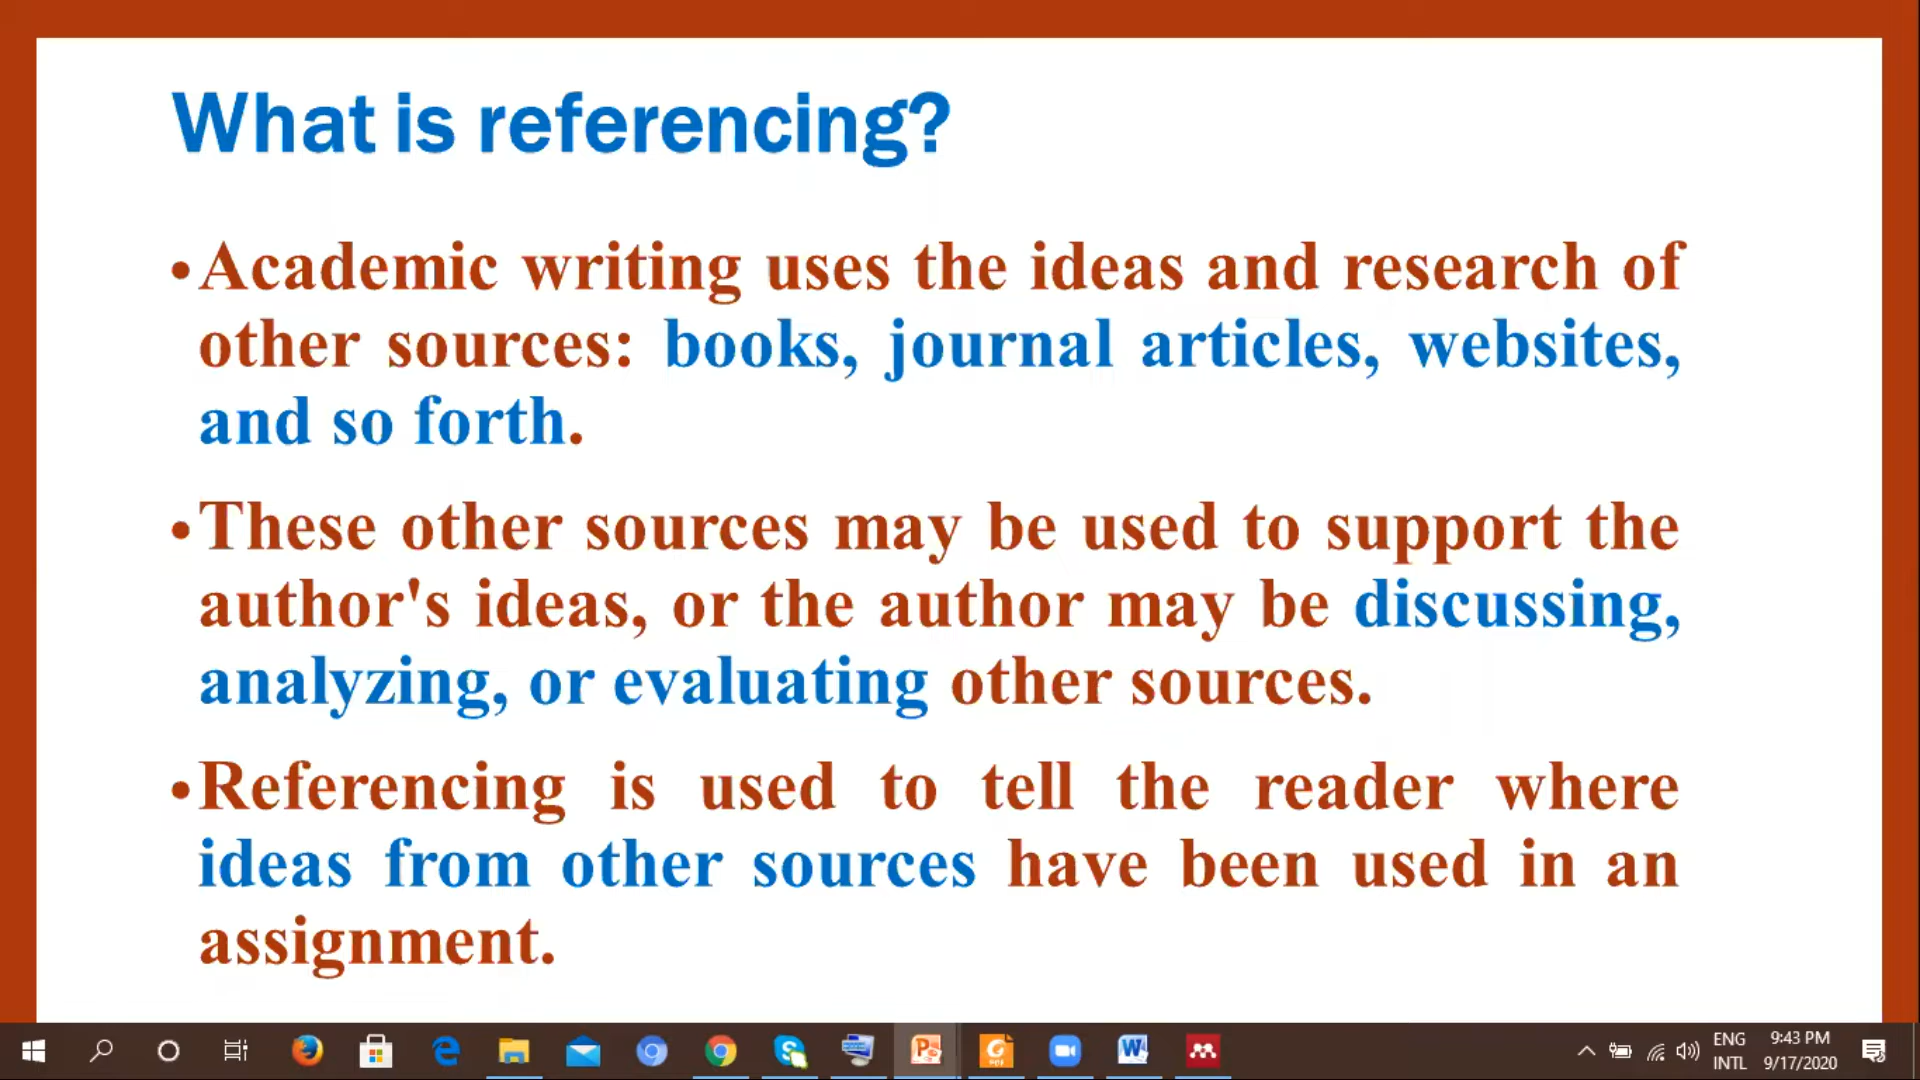 What is referencing?
•Academic writing uses the ideas and research of
other sources: books, journal articles, websites,
and so forth.
•These other sources may be used to support the
author's ideas, or the author may be discussing,
analyzing, or evaluating other sources.
•Referencing is used to tell the reader where
ideas from other sources have been used in an
assignment.
ENG 9:43 PM
INTL 9/17/2020